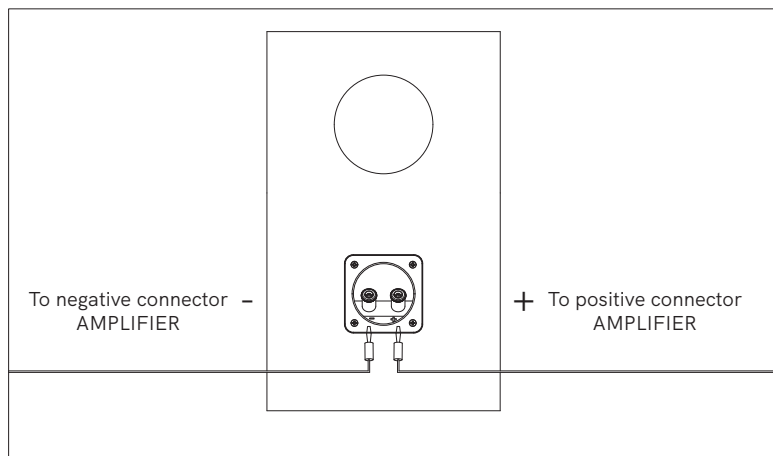 To negative connector -
AMPLIFIER
+ To positive connector
AMPLIFIER
- +